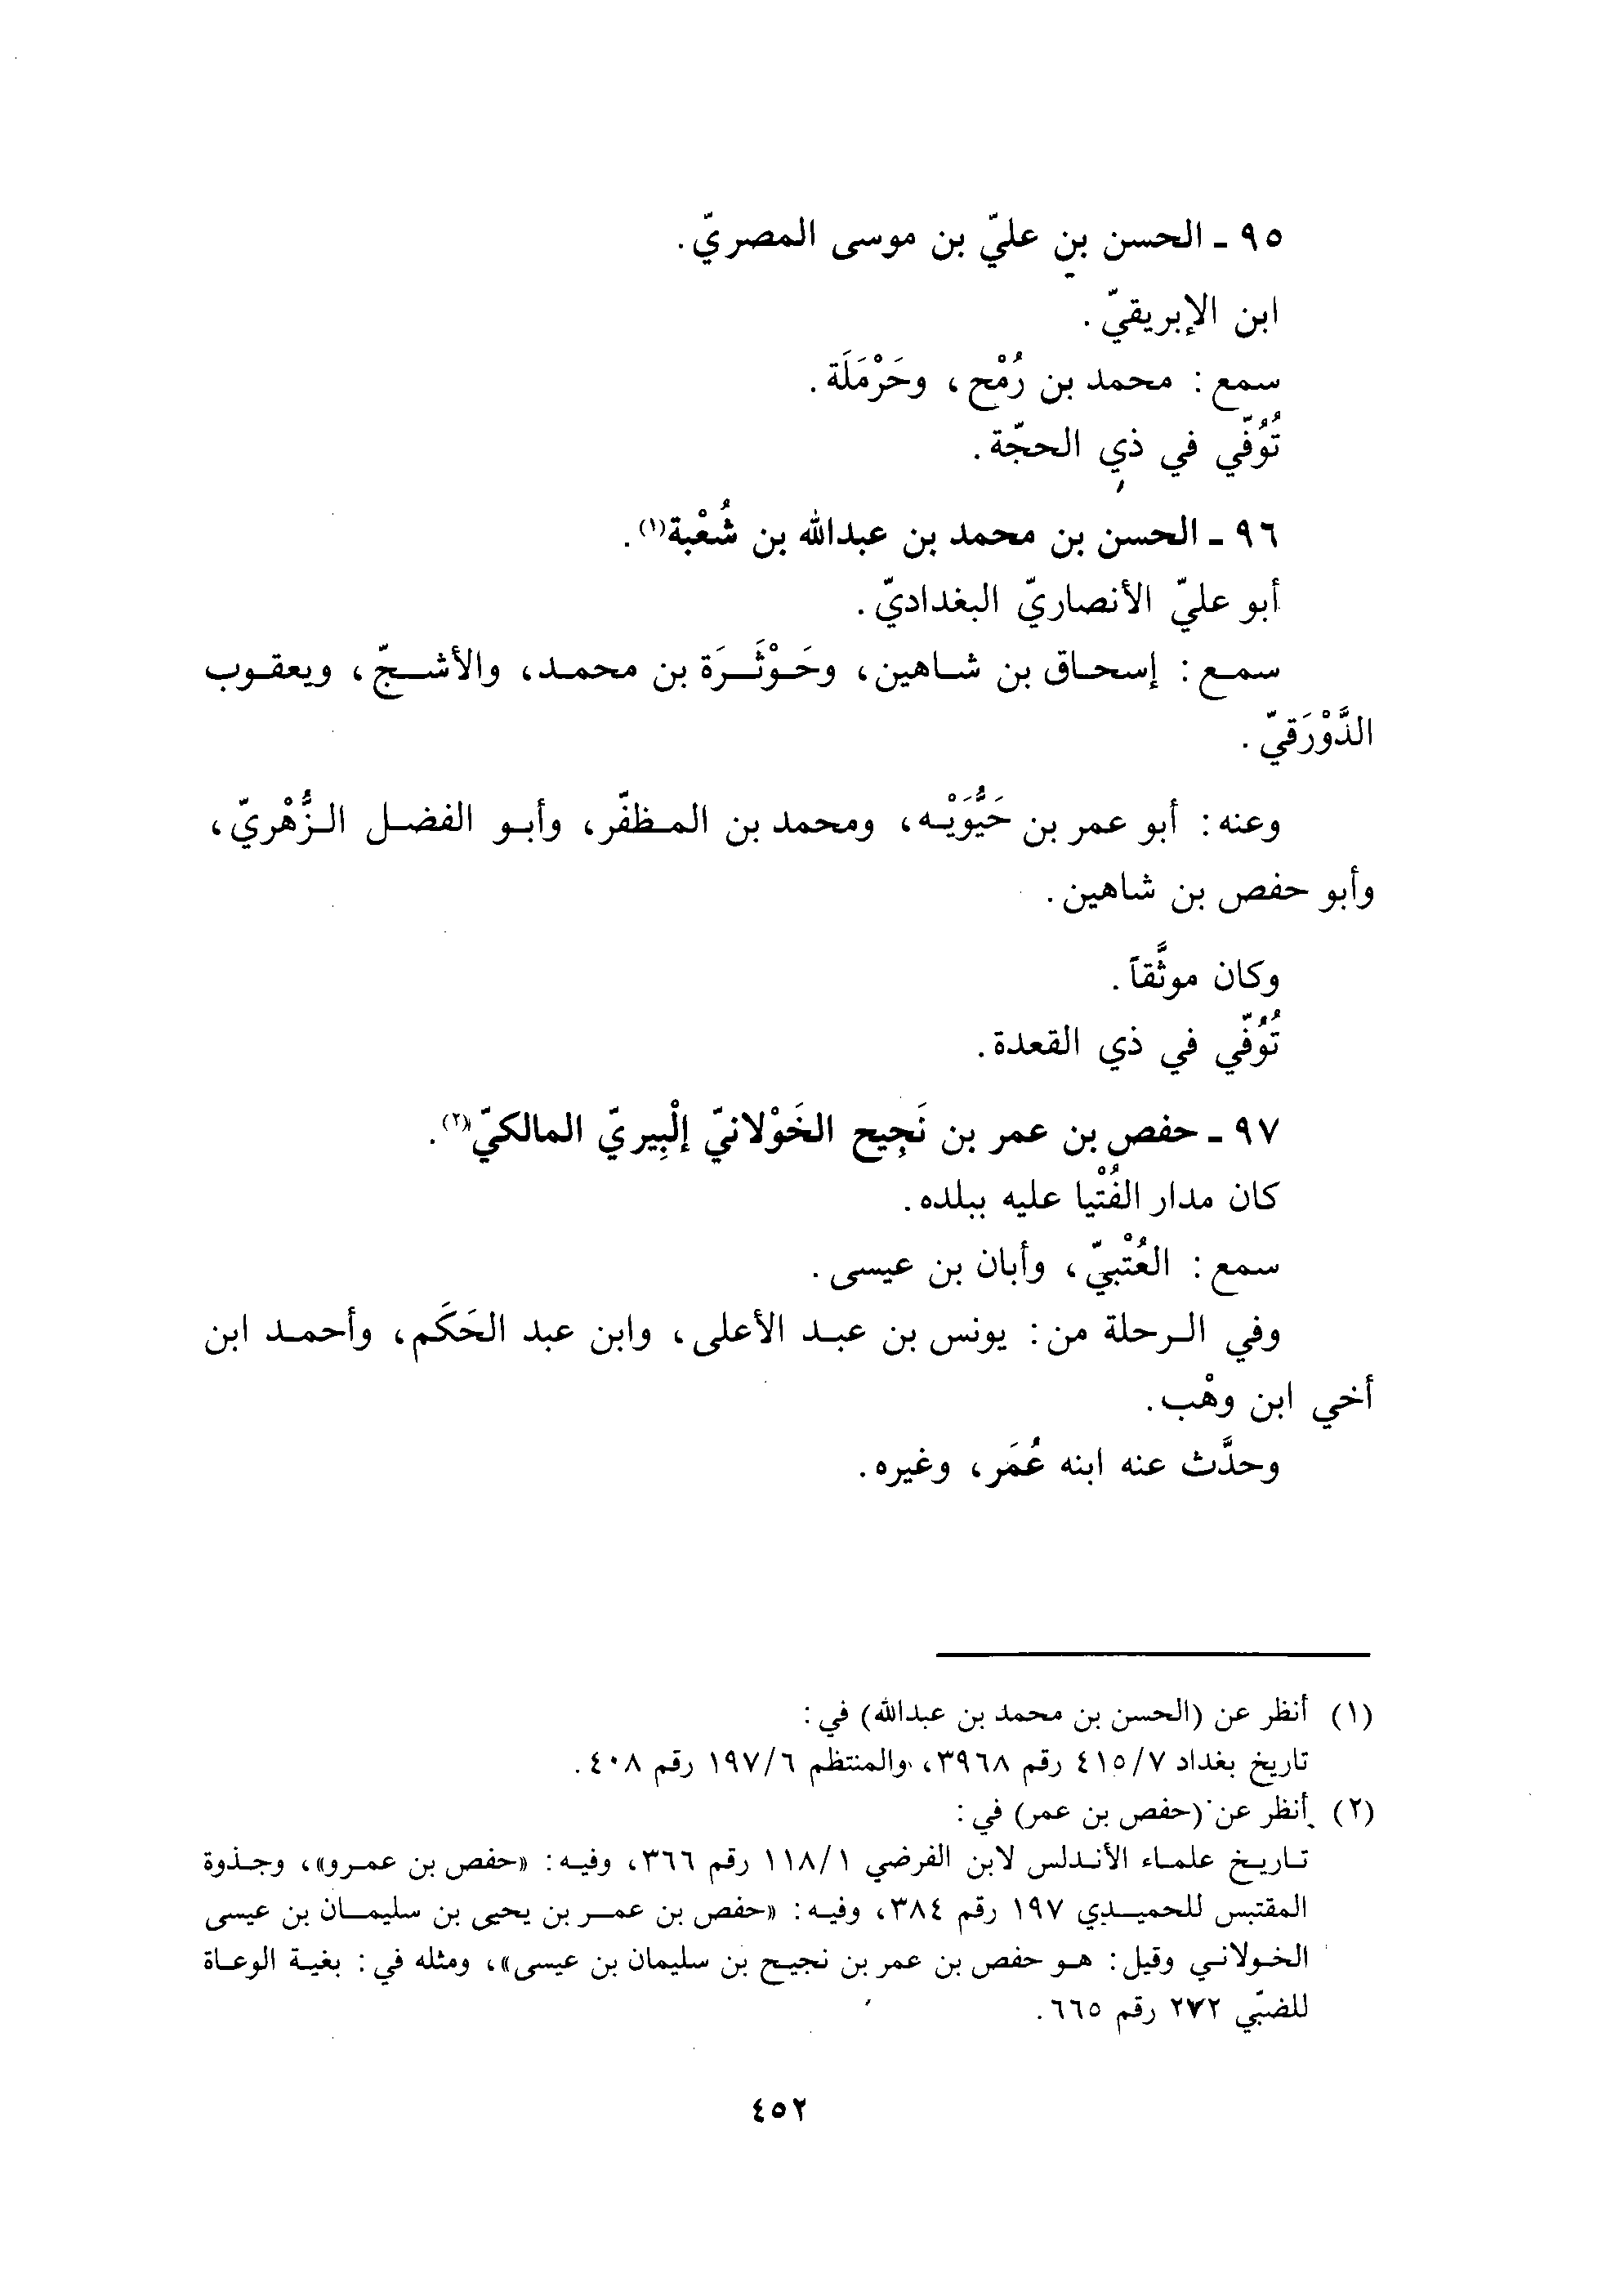 ٩٥ ـ الحسن بن عليّ بن موسى المصريّ.
ابن الإبريقيّ.
سمع: محمد بن رُمْح، وحَرْمَلَة.
تُوُفّي في ذي الحجّة.
٩٦ ـ الحسن بن محمد بن عبدالله بن شُعْبة(١).
أبو عليّ الأنصاريّ البغداديّ.
سمع: إسحاق بن شاهين، وحَوْثَرَة بن محمد، والأشجّ، ويعقوب
الدَّوْرَقيّ.
وعنه: أبو عمر بن حَيُّوَيْه، ومحمد بن المظفّر، وأبو الفضل الزُّهْريّ،
وأبو حفص بن شاهين.
وكان موثَّقاً.
تُوُفّي في ذي القعدة.
٩٧ ـ حفص بن عمر بن نَجِيح الخَوْلانيّ إلْبِيريّ المالكيّ(٢).
كان مدار الفُتْيا عليه ببلده.
سمع: العُتْبيّ، وأبان بن عيسى.
وفي الرحلة من: يونس بن عبد الأعلى، وابن عبد الحَكَم، وأحمد ابن
أخي ابن وهْب.
وحدَّث عنه ابنه عُمَر، وغيره.
(١) أنظر عن (الحسن بن محمد بن عبدالله) في:
تاريخ بغداد ٤١٥/٧ رقم ٣٩٦٨، والمنتظم ١٩٧/٦ رقم ٤٠٨.
(٢) أنظر عن (حفص بن عمر) في:
تاريخ علماء الأندلس لابن الفرضي ١١٨/١ رقم ٣٦٦، وفيه: «حفص بن عمرو»، وجذوة
المقتبس للحميدي ١٩٧ رقم ٣٨٤، وفيه: «حفص بن عمر بن يحيى بن سليمان بن عيسى
الخولاني وقيل: هو حفص بن عمر بن نجيح بن سليمان بن عيسى»، ومثله في: بغية الوعاة
للضبّي ٢٧٢ رقم ٦٦٥.
٤٥٢